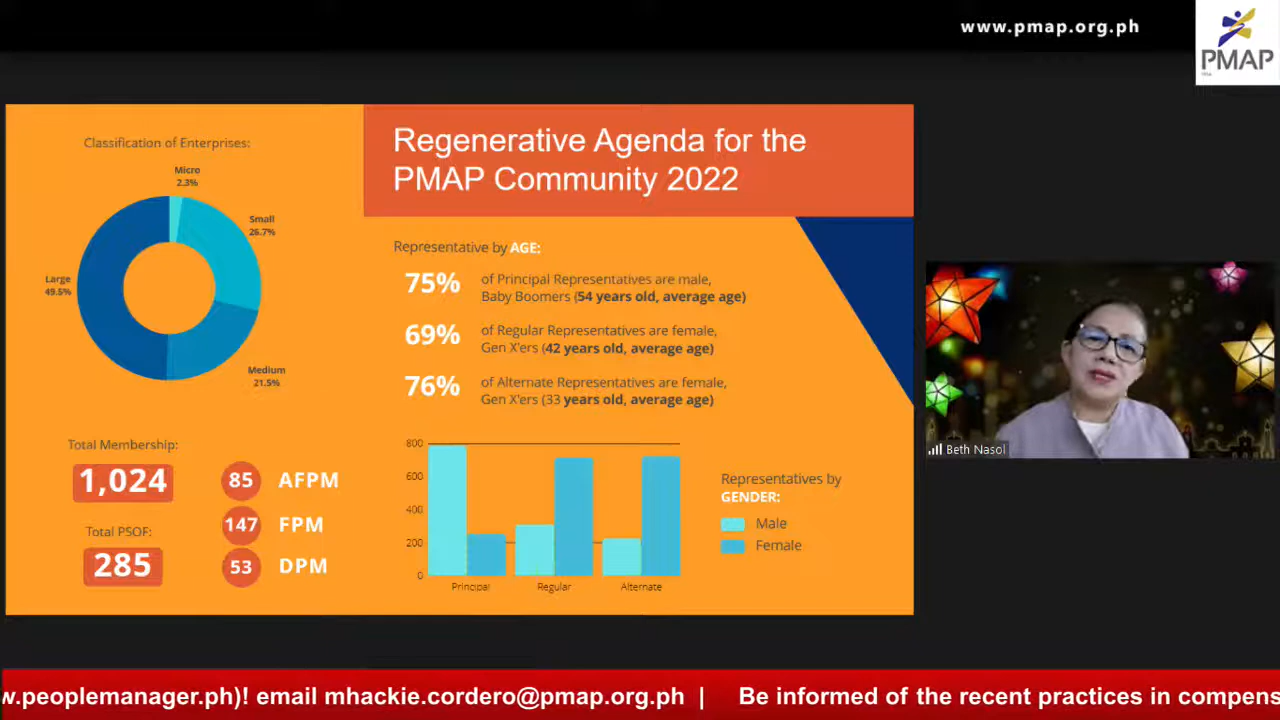 www.pmap.org.ph
PMAP
Classification of Enterprises:
Micro
2.3%
Small
26.7%
Large
49.5%
Medium
21.5%
Total Membership:
1,024
Total PSOF:
285
85 AFPM
147 FPM
53 DPM
Regenerative Agenda for the
PMAP Community 2022
Representative by AGE:
75%
of Principal Representatives are male,
Baby Boomers (54 years old, average age)
69%
of Regular Representatives are female,
Gen X'ers (42 years old, average age)
76%
of Alternate Representatives are female,
Gen X'ers (33 years old, average age)
800
600
400
200
0
Principal Regular Alternate
Representatives by
GENDER:
Male
Female
Beth Nasol
w.peoplemanager.ph)! email mhackie.cordero@pmap.org.ph | Be informed of the recent practices in compens